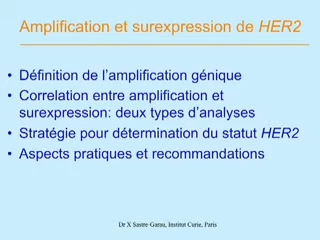 Amplification et surexpression de HER2
• Définition de l'amplification génique
• Correlation entre amplification et
surexpression: deux types d'analyses
• Stratégie pour détermination du statut HER2
• Aspects pratiques et recommandations
Dr X Sastre-Garau, Institut Curie, Paris